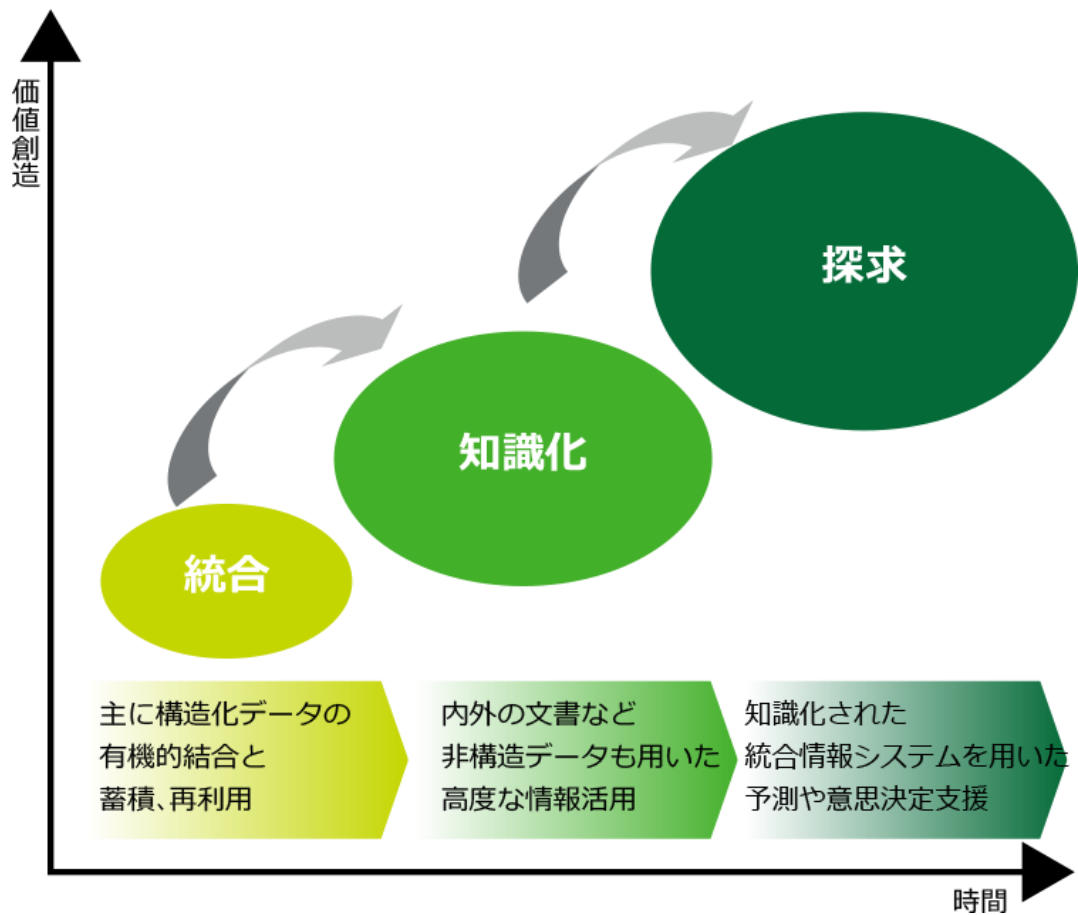 価値創造
探求
知識化
統合
主に構造化データの
有機的結合と
蓄積、再利用
内外の文書など
非構造データも用いた
高度な情報活用
知識化された
統合情報システムを用いた
予測や意思決定支援
時間